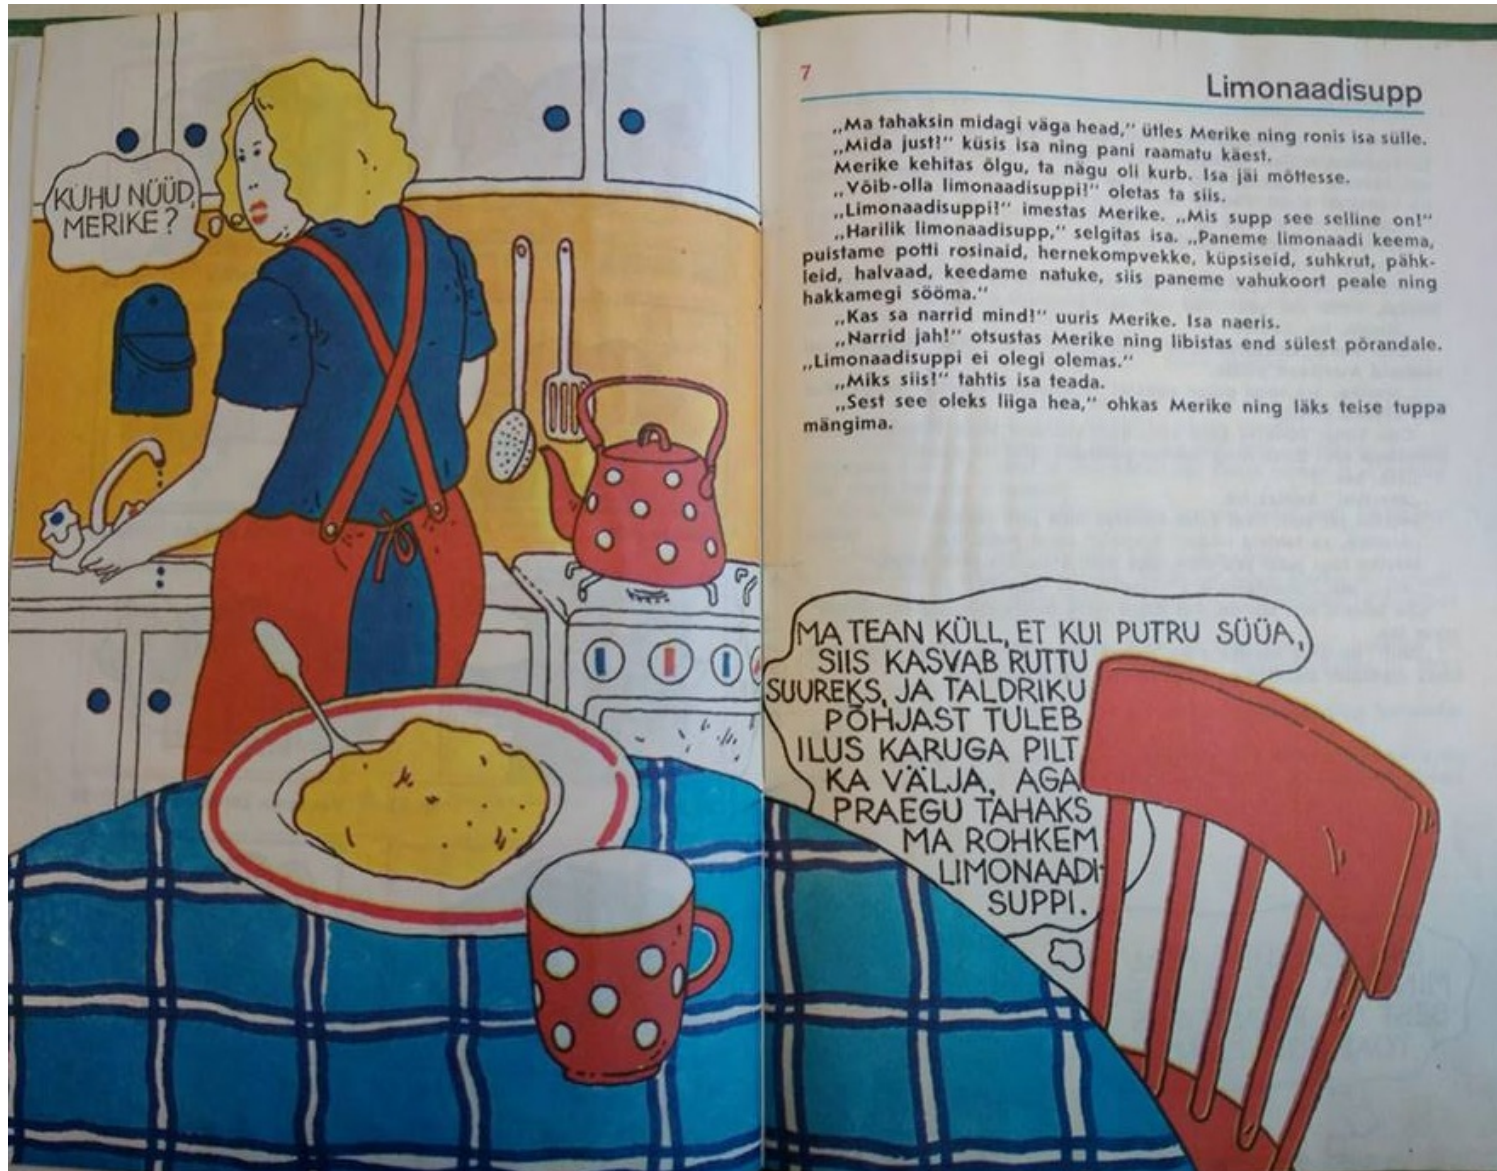 KUHU NÜÜD,
MERIKE?
7
Limonaadisupp
„Ma tahaksin midagi väga head,“ ütles Merike ning ronis isa sülle.
„Mida just?“ küsis isa ning pani raamatu käest.
Merike kehitas õlgu, ta nägu oli kurb. Isa jäi mõttesse.
„Võib-olla limonaadisuppi?“ oletas ta siis.
„Limonaadisuppi?“ imestas Merike. „Mis supp see selline on?“
„Harilik limonaadisupp,“ selgitas isa. „Paneme limonaadi keema,
puistame potti rosinaid, hernekompvekke, küpsiseid, suhkrut, pähk-
leid, halvaad, keedame natuke, siis paneme vahukoort peale ning
hakkamegi sööma.“
„Kas sa narrid mind?“ uuris Merike. Isa naeris.
„Narrid jah!“ otsustas Merike ning libistas end sülest põrandale.
„Limonaadisuppi ei olegi olemas.“
„Miks siis?“ tahtis isa teada.
„Sest see oleks liiga hea,“ ohkas Merike ning läks teise tuppa
mängima.
MA TEAN KÜLL, ET KUI PUTRU SÜÜA,
SIIS KASVAB RUTTU
SUUREKS, JA TALDRIKU
PÕHJAST TULEB
ILUS KARUGA PILT
KA VÄLJA, AGA
PRAEGU TAHAKS
MA ROHKEM
LIMONAADI-
SUPPI.